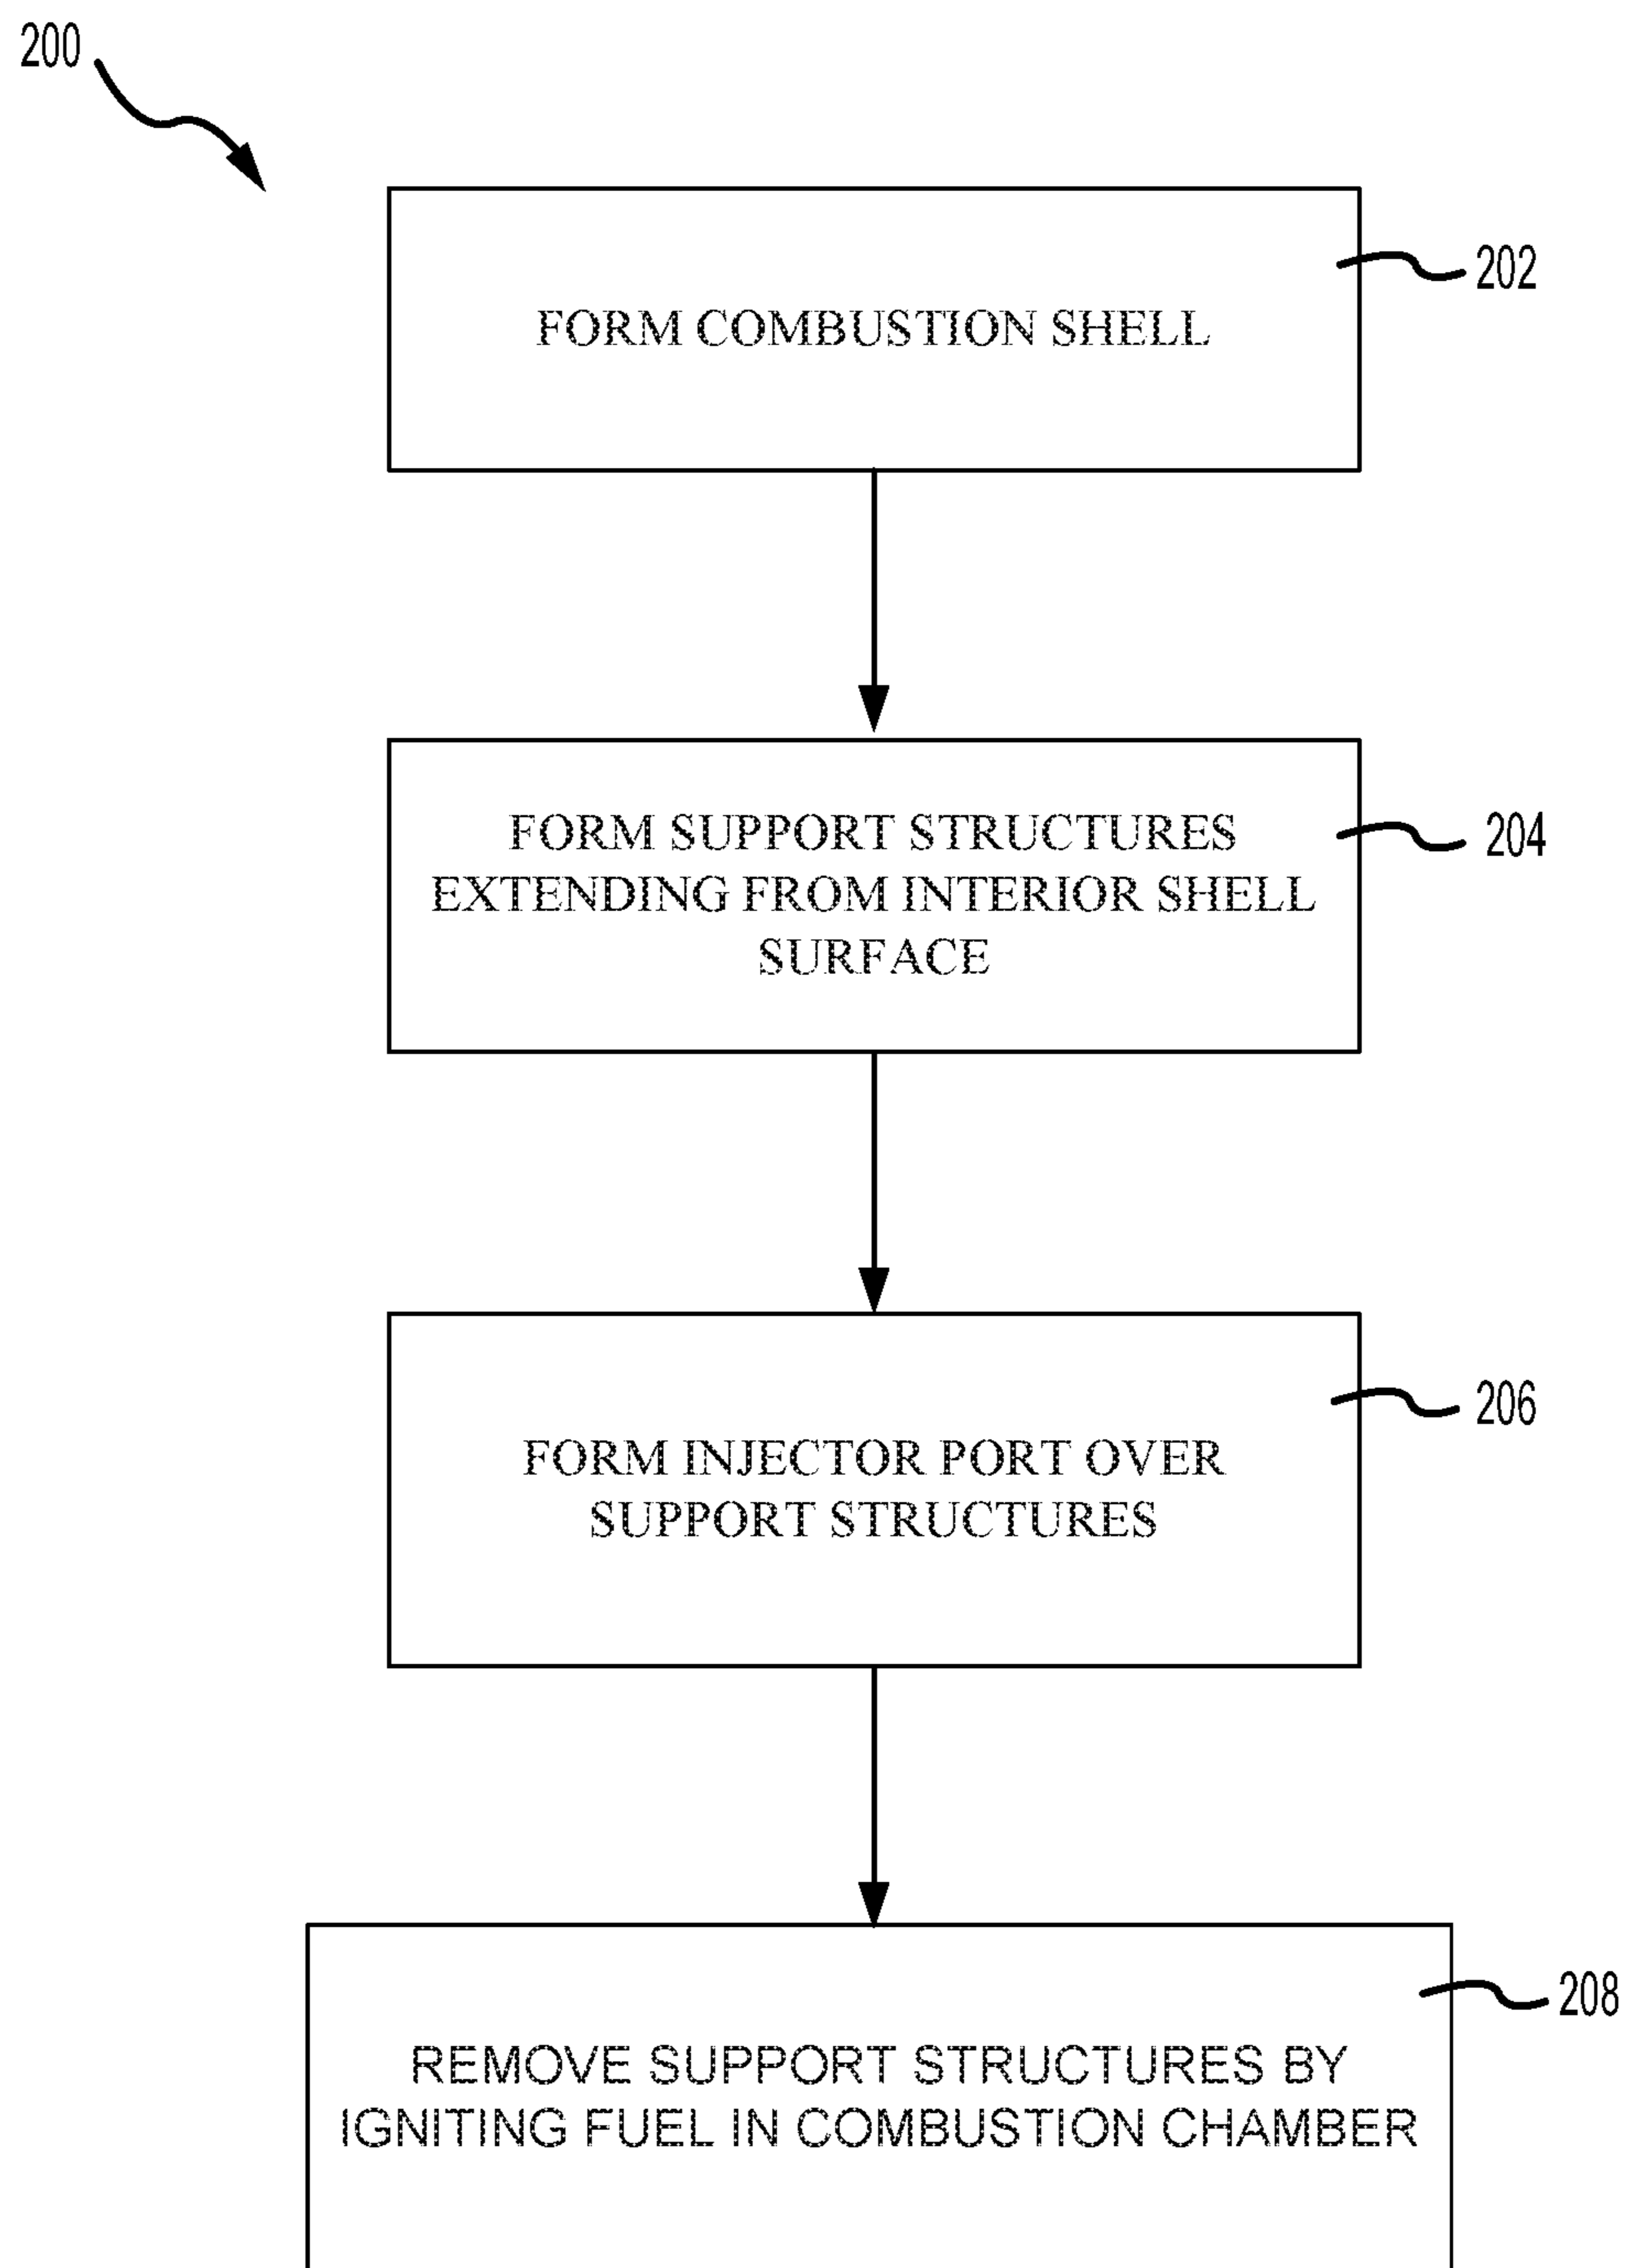 200
FORM COMBUSTION SHELL
202
FORM SUPPORT STRUCTURES
EXTENDING FROM INTERIOR SHELL
SURFACE
204
FORM INJECTOR PORT OVER
SUPPORT STRUCTURES
206
REMOVE SUPPORT STRUCTURES BY
IGNITING FUEL IN COMBUSTION CHAMBER
208